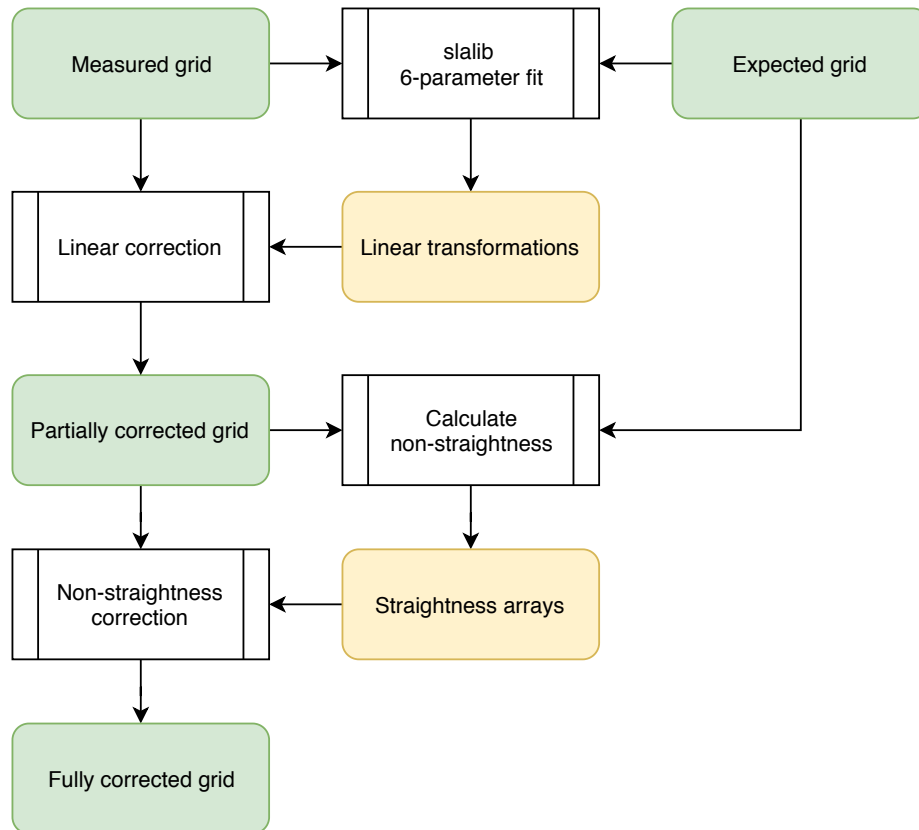 Measured grid
slalib
6-parameter fit
Expected grid
Linear correction
Linear transformations
Partially corrected grid
Calculate
non-straightness
Non-straightness
correction
Straightness arrays
Fully corrected grid